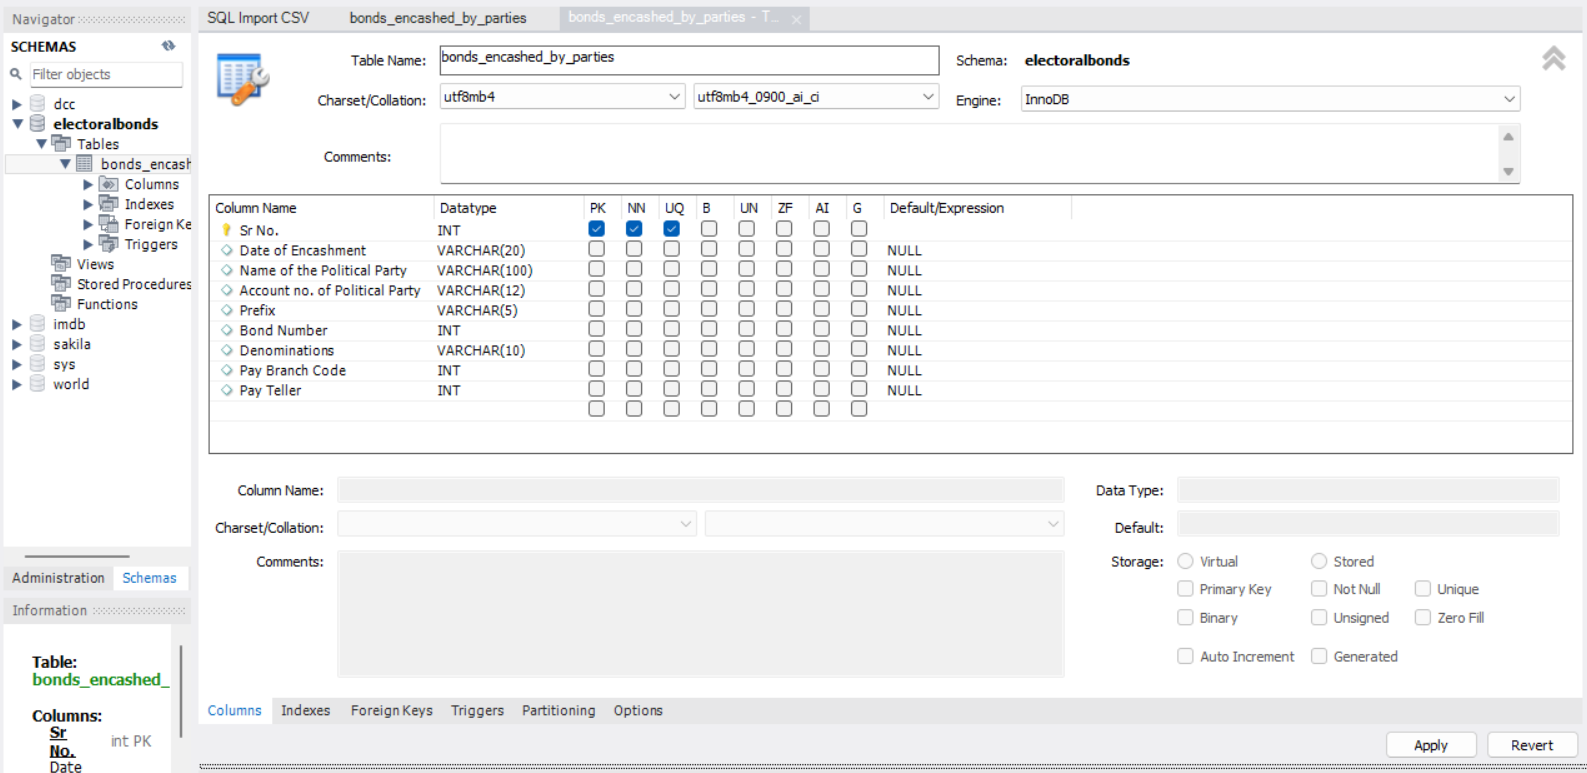 Navigator
SCHEMAS
Filter objects
dcc
electoralbonds
Tables
bonds_encash
Columns
Indexes
Foreign Ke
Triggers
Views
Stored Procedures
Functions
imdb
sakila
sys
world
Administration Schemas
Information
Table:
bonds_encashed_
Columns:
Sr
No. int PK
Date
SQL Import CSV bonds_encashed_by_parties bonds_encashed_by_parties - T...
Table Name: bonds_encashed_by_parties Schema: electoralbonds
Charset/Collation: utf8mb4 utf8mb4_0900_ai_ci Engine: InnoDB
Comments:
Column Name Datatype PK NN UQ B UN ZF AI G Default/Expression
Sr No. INT
Date of Encashment VARCHAR(20) NULL
Name of the Political Party VARCHAR(100) NULL
Account no. of Political Party VARCHAR(12) NULL
Prefix VARCHAR(5) NULL
Bond Number INT NULL
Denominations VARCHAR(10) NULL
Pay Branch Code INT NULL
Pay Teller INT NULL
Column Name: Data Type:
Charset/Collation: Default:
Comments: Storage: Virtual Stored
Primary Key Not Null Unique
Binary Unsigned Zero Fill
Auto Increment Generated
Columns Indexes Foreign Keys Triggers Partitioning Options
Apply Revert